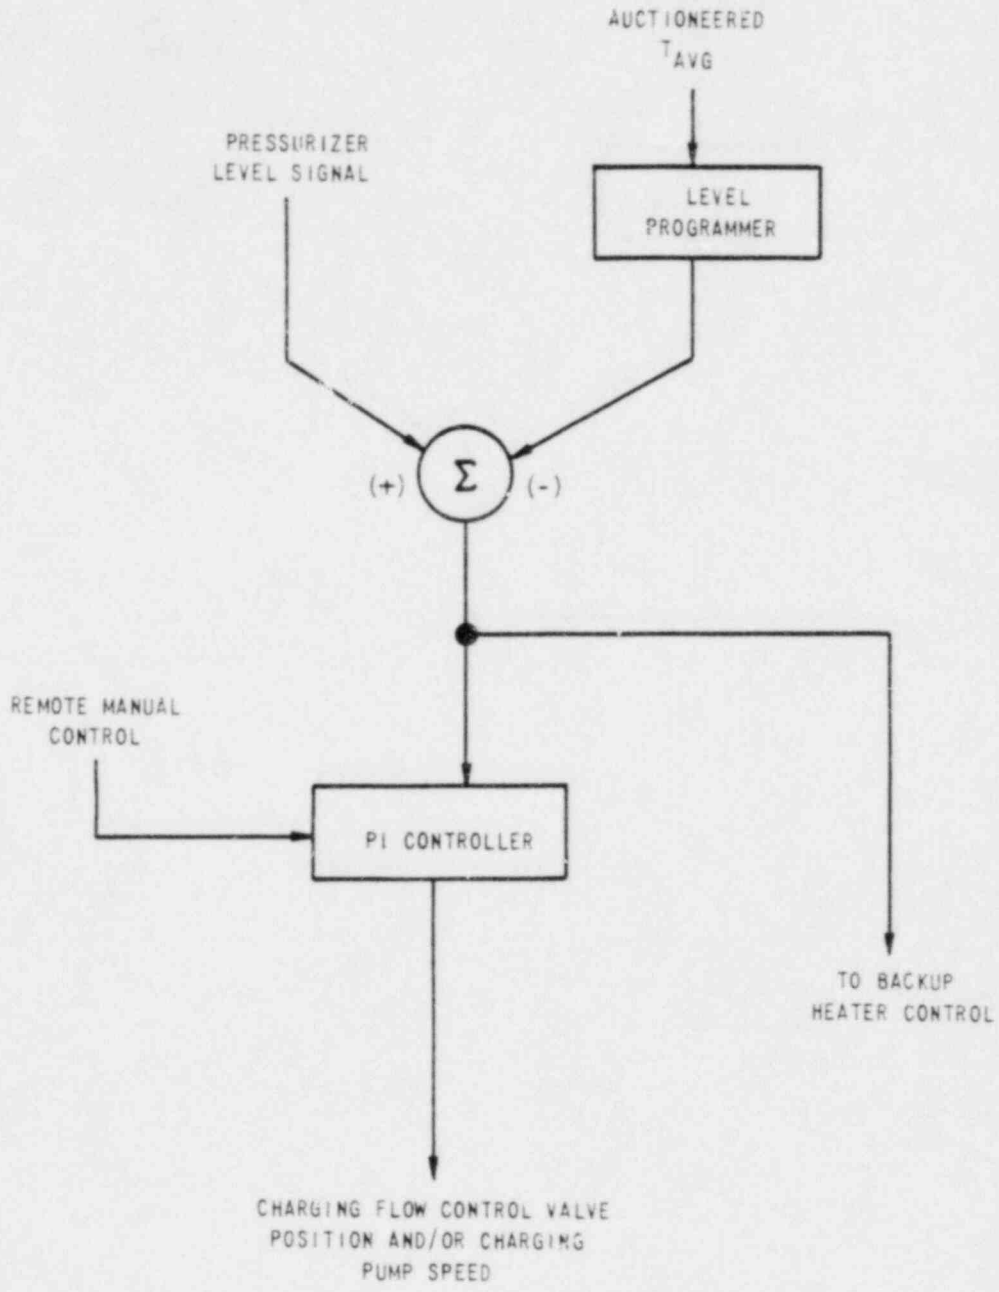 AUCTIONEERED
TAVG
PRESSURIZER
LEVEL SIGNAL
LEVEL
PROGRAMMER
(+) Σ (-)
REMOTE MANUAL
CONTROL
PI CONTROLLER
TO BACKUP
HEATER CONTROL
CHARGING FLOW CONTROL VALVE
POSITION AND/OR CHARGING
PUMP SPEED